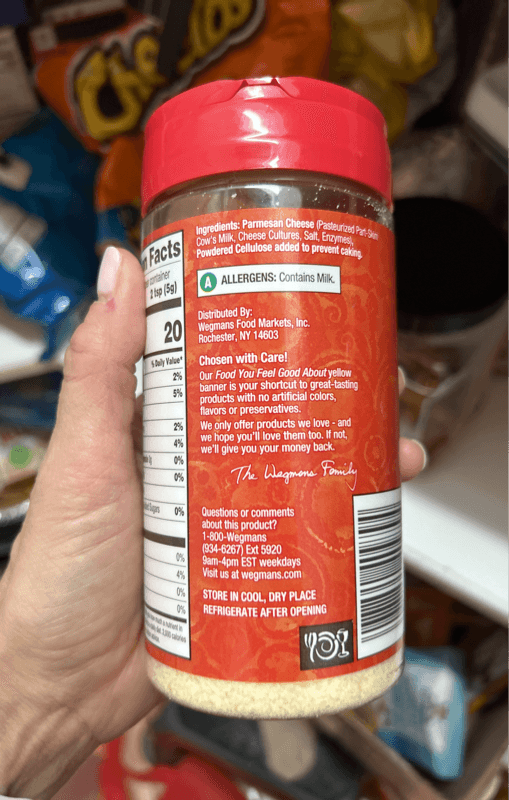 Cheetos
n Facts
container
2 tsp (5g)
20
% Daily Value*
2%
5%
2%
4%
0%
0%
Sugars 0%
0%
4%
0%
0%
Ingredients: Parmesan Cheese (Pasteurized Part-Skim
Cow's Milk, Cheese Cultures, Salt, Enzymes),
Powdered Cellulose added to prevent caking.
A ALLERGENS: Contains Milk.
Distributed By:
Wegmans Food Markets, Inc.
Rochester, NY 14603
Chosen with Care!
Our Food You Feel Good About yellow
banner is your shortcut to great-tasting
products with no artificial colors,
flavors or preservatives.
We only offer products we love - and
we hope you'll love them too. If not,
we'll give you your money back.
The Wegmans Family
Questions or comments
about this product?
1-800-Wegmans
(934-6267) Ext 5920
9am-4pm EST weekdays
Visit us at wegmans.com
STORE IN COOL, DRY PLACE
REFRIGERATE AFTER OPENING